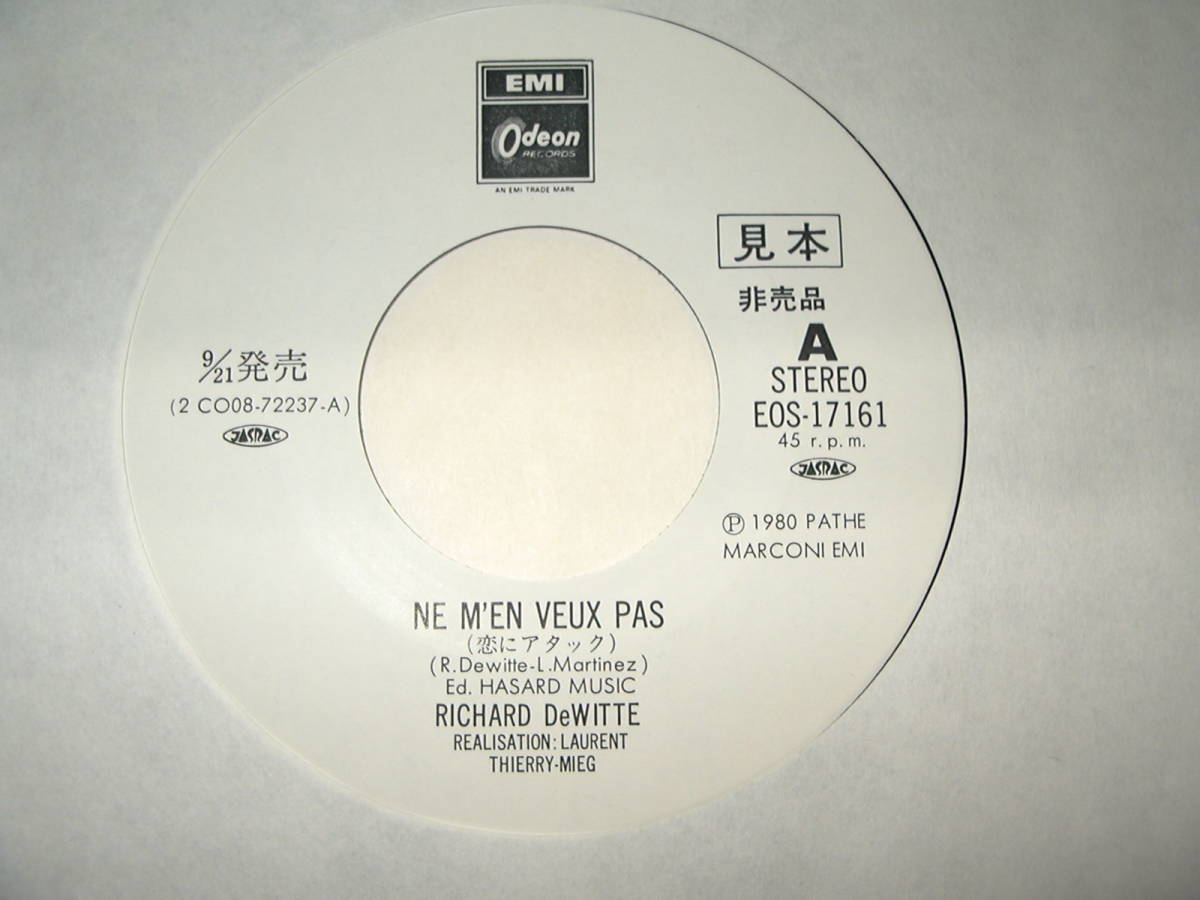 EMI
Odeon
RECORDS
AN EMI TRADE MARK
見本
非売品
A
STEREO
EOS-17161
45 r.p.m.
JASRAC
9/21発売
(2 CO08-72237-A)
JASRAC
Ⓟ 1980 PATHE
MARCONI EMI
NE M'EN VEUX PAS
(恋にアタック)
(R.Dewitte-L.Martinez)
Ed. HASARD MUSIC
RICHARD DeWITTE
REALISATION: LAURENT
THIERRY-MIEG